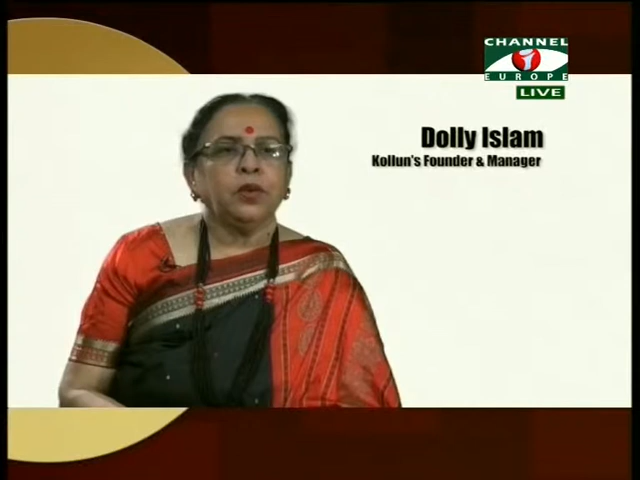 CHANNEL
i
EUROPE
LIVE
Dolly Islam
Kollun's Founder & Manager